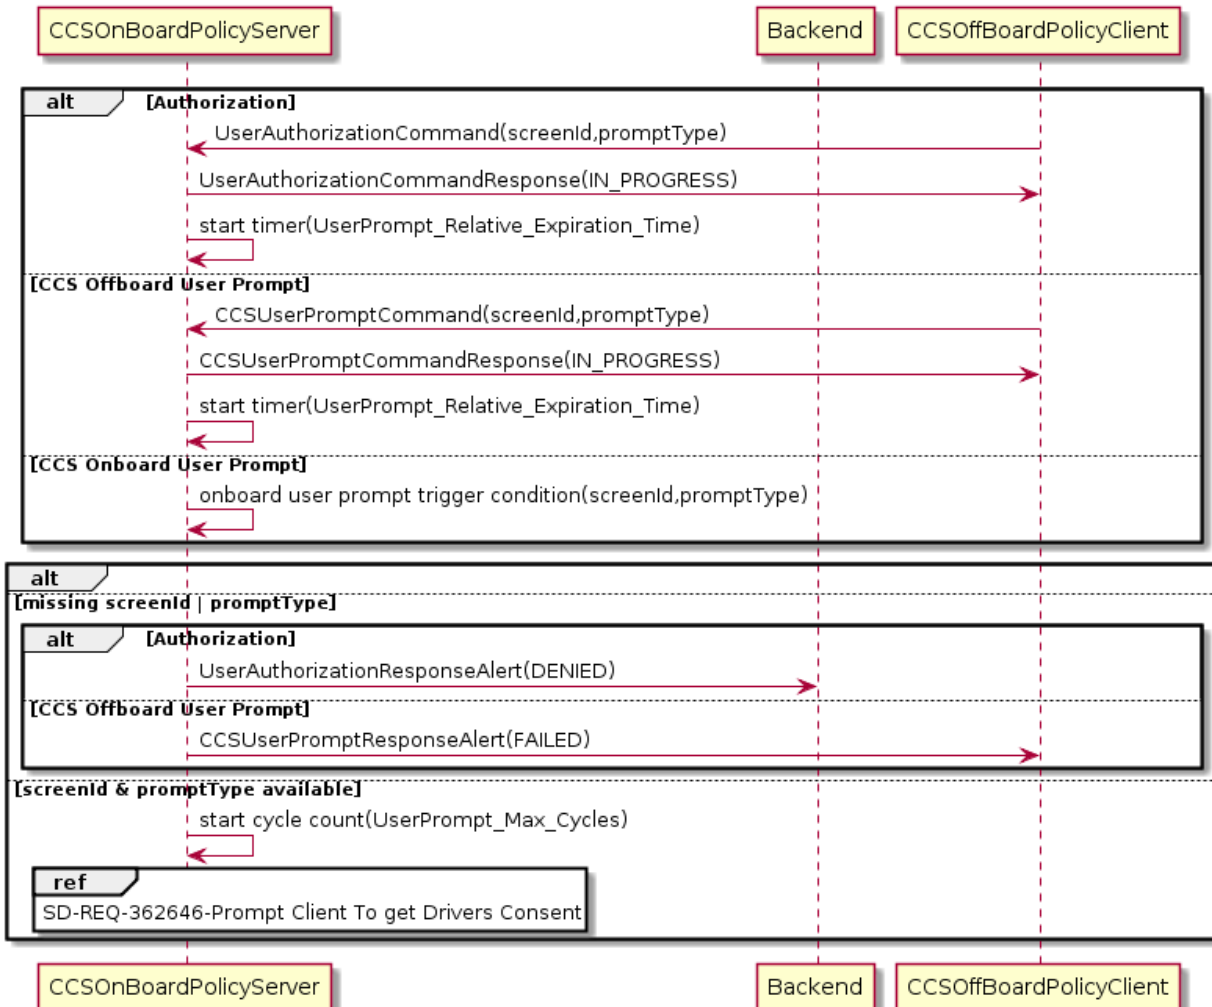 CCSOnBoardPolicyServer
Backend
CCSOffBoardPolicyClient
alt
[Authorization]
UserAuthorizationCommand(screenId,promptType)
UserAuthorizationCommandResponse(IN_PROGRESS)
start timer(UserPrompt_Relative_Expiration_Time)
[CCS Offboard User Prompt]
CCSUserPromptCommand(screenId,promptType)
CCSUserPromptCommandResponse(IN_PROGRESS)
start timer(UserPrompt_Relative_Expiration_Time)
[CCS Onboard User Prompt]
onboard user prompt trigger condition(screenId,promptType)
alt
[missing screenId | promptType]
alt
[Authorization]
UserAuthorizationResponseAlert(DENIED)
[CCS Offboard User Prompt]
CCSUserPromptResponseAlert(FAILED)
[screenId & promptType available]
start cycle count(UserPrompt_Max_Cycles)
ref
SD-REQ-362646-Prompt Client To get Drivers Consent
CCSOnBoardPolicyServer
Backend
CCSOffBoardPolicyClient